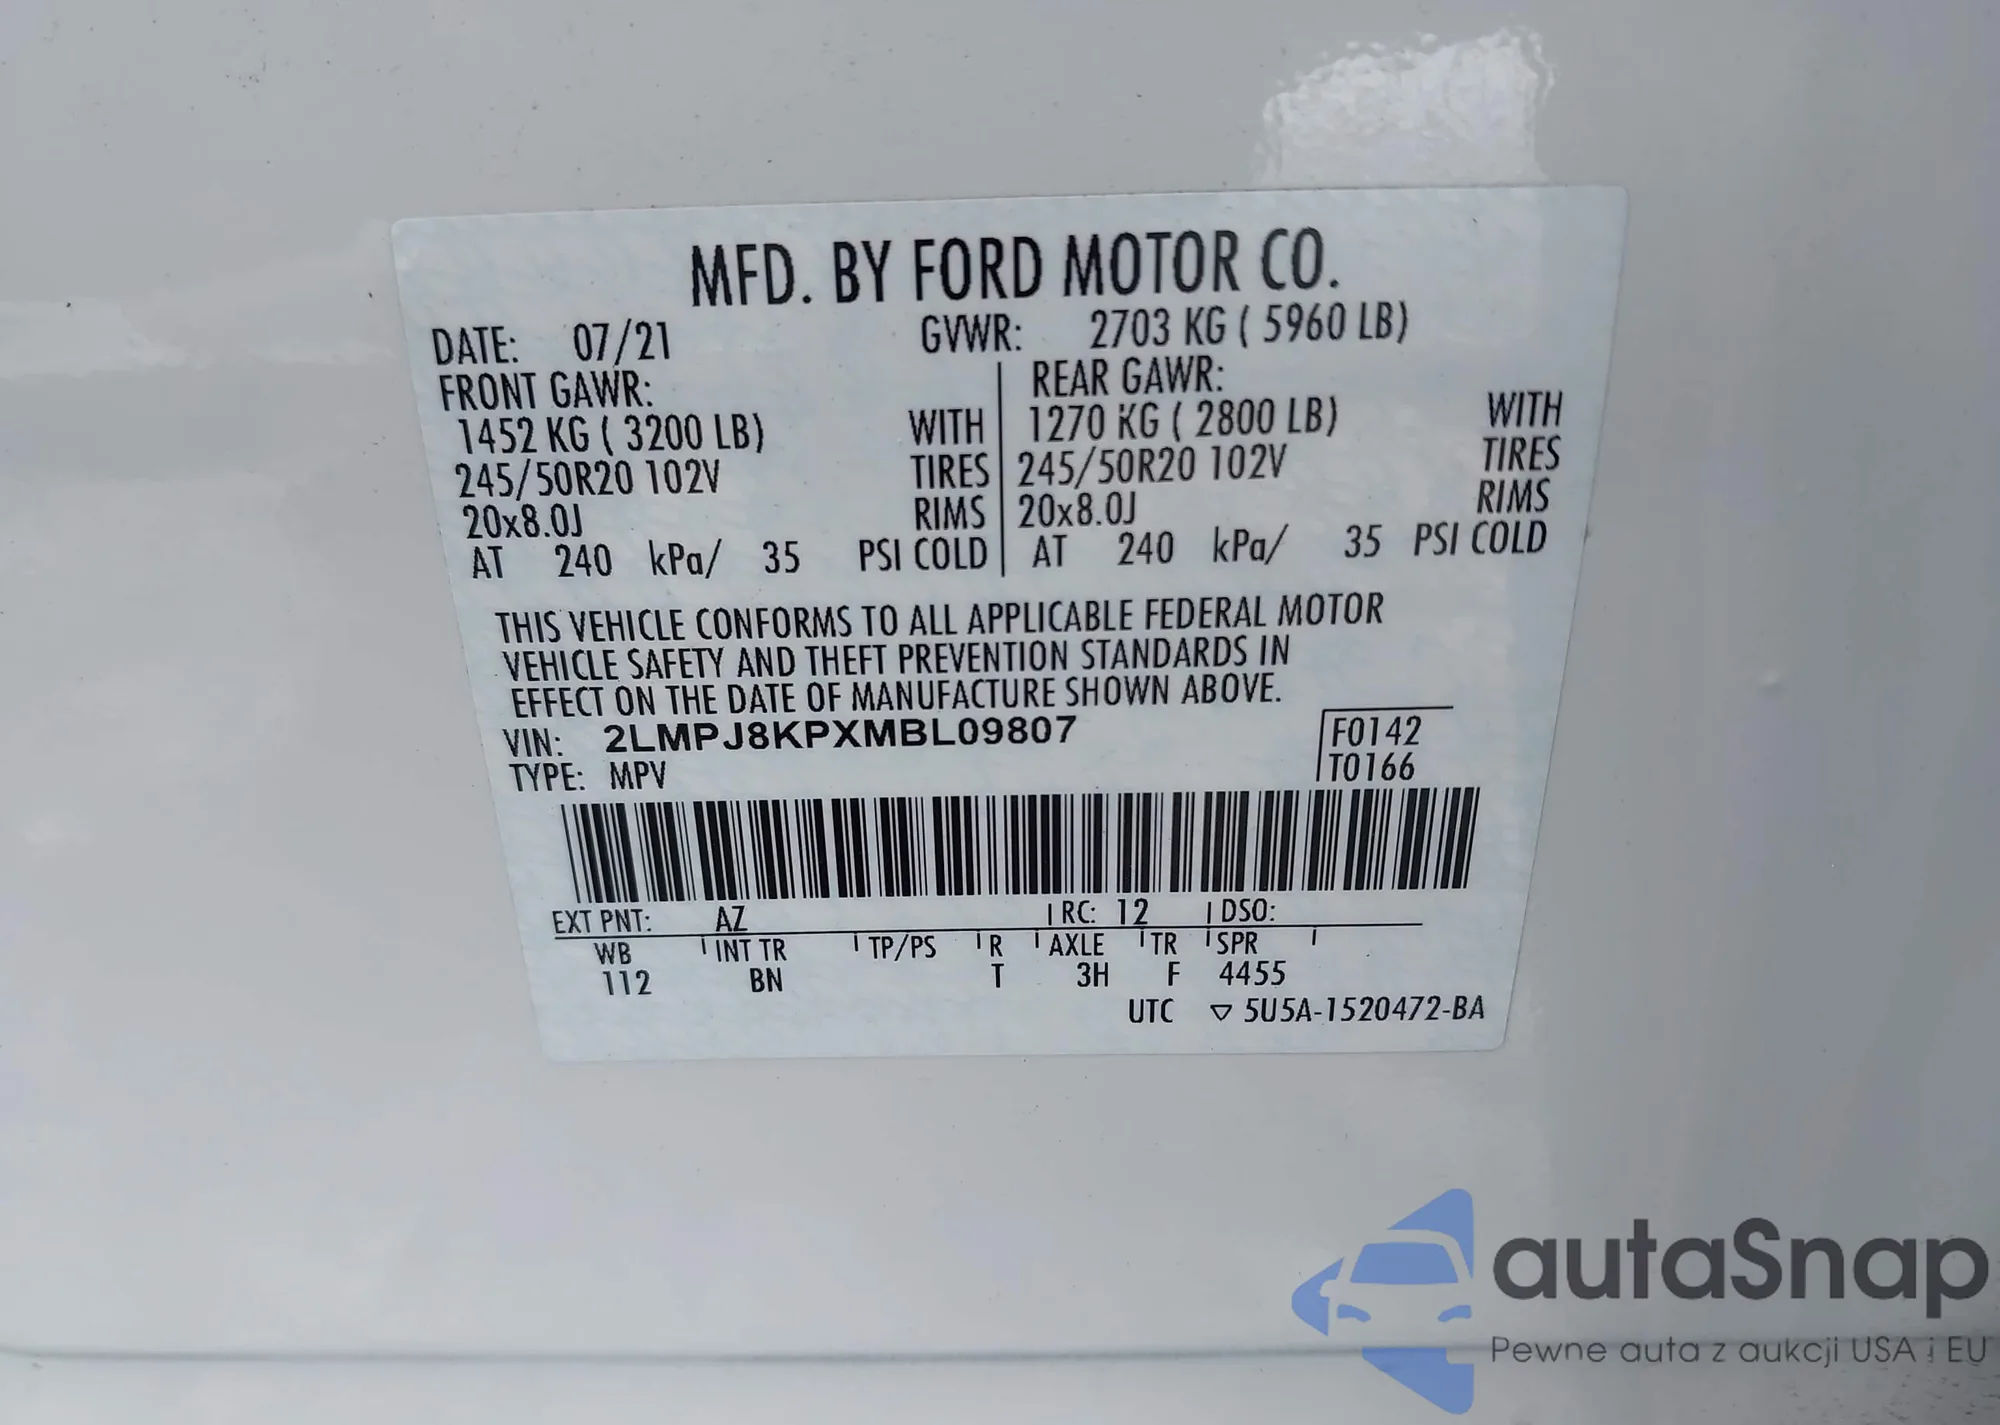 MFD. BY FORD MOTOR CO.
DATE: 07/21 GVWR: 2703 KG ( 5960 LB)
FRONT GAWR: REAR GAWR:
1452 KG ( 3200 LB) WITH 1270 KG ( 2800 LB) WITH
245/50R20 102V TIRES 245/50R20 102V TIRES
20x8.0J RIMS 20x8.0J RIMS
AT 240 kPa/ 35 PSI COLD AT 240 kPa/ 35 PSI COLD
THIS VEHICLE CONFORMS TO ALL APPLICABLE FEDERAL MOTOR
VEHICLE SAFETY AND THEFT PREVENTION STANDARDS IN
EFFECT ON THE DATE OF MANUFACTURE SHOWN ABOVE.
VIN: 2LMPJ8KPXMBL09807 F0142
TYPE: MPV T0166
EXT PNT: AZ RC: 12 DSO:
WB INT TR TP/PS R AXLE TR SPR
112 BN T 3H F 4455
UTC ▽ 5U5A-1520472-BA
autaSnap
Pewne auta z aukcji USA i EU